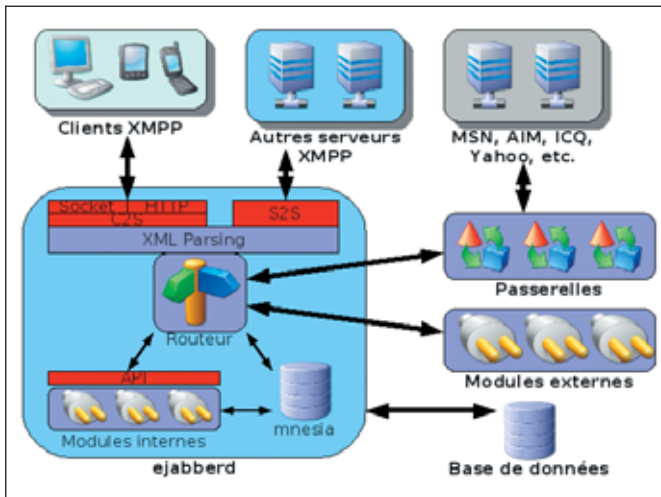 Clients XMPP
Autres serveurs
XMPP
MSN, AIM, ICQ,
Yahoo, etc.
Socket HTTP
C2S
S2S
XML Parsing
Routeur
Passerelles
API
Modules externes
Modules internes
mnesia
ejabberd
Base de données